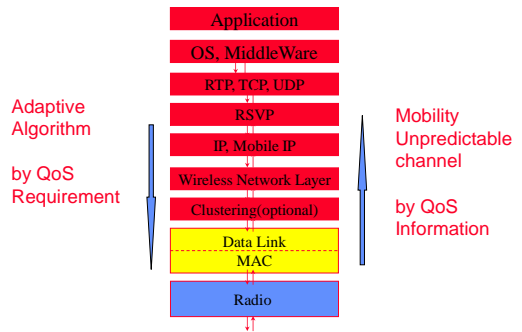 Application
OS, MiddleWare
RTP, TCP, UDP
RSVP
IP, Mobile IP
Wireless Network Layer
Clustering(optional)
Data Link
MAC
Radio
Adaptive
Algorithm
by QoS
Requirement
Mobility
Unpredictable
channel
by QoS
Information